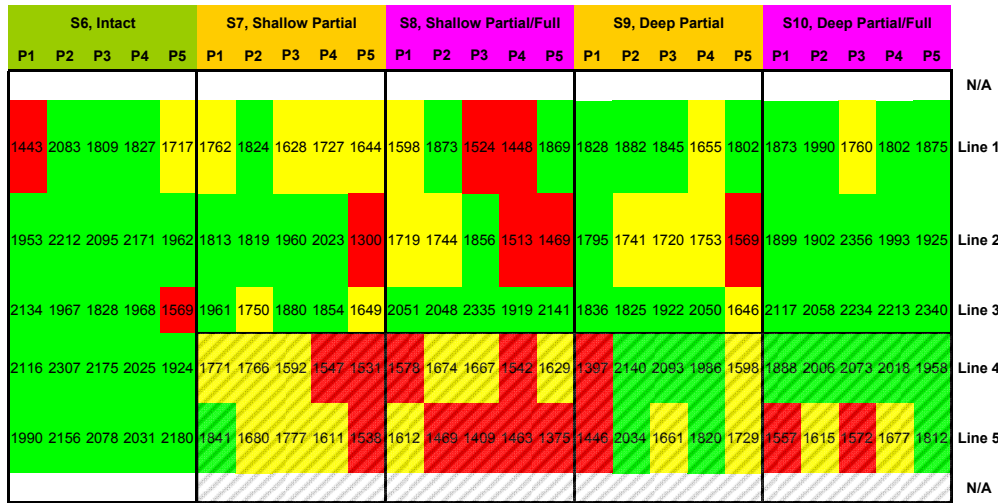 S6, Intact S7, Shallow Partial S8, Shallow Partial/Full S9, Deep Partial S10, Deep Partial/Full
P1 P2 P3 P4 P5 P1 P2 P3 P4 P5 P1 P2 P3 P4 P5 P1 P2 P3 P4 P5 P1 P2 P3 P4 P5
N/A
1443 2083 1809 1827 1717 1762 1824 1628 1727 1644 1598 1873 1524 1448 1869 1828 1882 1845 1655 1802 1873 1990 1760 1802 1875 Line 1
1953 2212 2095 2171 1962 1813 1819 1960 2023 1300 1719 1744 1856 1513 1469 1795 1741 1720 1753 1569 1899 1902 2356 1993 1925 Line 2
2134 1967 1828 1968 1569 1961 1750 1880 1854 1649 2051 2048 2335 1919 2141 1836 1825 1922 2050 1646 2117 2058 2234 2213 2340 Line 3
2116 2307 2175 2025 1924 1771 1766 1592 1547 1531 1578 1674 1667 1542 1629 1397 2140 2093 1986 1598 1888 2006 2073 2018 1958 Line 4
1990 2156 2078 2031 2180 1841 1680 1777 1611 1538 1612 1469 1409 1463 1375 1446 2034 1661 1820 1729 1557 1615 1572 1677 1812 Line 5
N/A